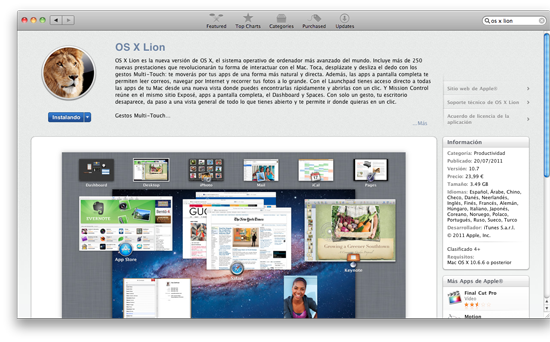 Featured Top Charts Categories Purchased Updates
os x lion
OS X Lion
OS X Lion es la nueva versión de OS X, el sistema operativo de ordenador más avanzado del mundo. Incluye más de 250
nuevas prestaciones que revolucionarán tu forma de interactuar con el Mac. Toca, desplázate y desliza el dedo con los
gestos Multi-Touch: te moverás por tus apps de una forma más natural y directa. Además, las apps a pantalla completa te
permiten leer correos, navegar por Internet y recorrer tus fotos a lo grande. Con el Launchpad tienes acceso directo a todas
las apps de tu Mac desde una nueva vista donde puedes encontrarlas rápidamente y abrirlas con un clic. Y Mission Control
reúne en el mismo sitio Exposé, apps a pantalla completa, el Dashboard y Spaces. Con solo un gesto, tu escritorio
desaparece, da paso a una vista general de todo lo que tienes abierto y te permite ir donde quieras en un clic.
Gestos Multi-Touch...
...Más
Instalando
Sitio web de Apple®
Soporte técnico de OS X Lion
Acuerdo de licencia de la
aplicación
Información
Categoría: Productividad
Publicado: 20/07/2011
Versión: 10.7
Precio: 23,99 €
Tamaño: 3.49 GB
Idiomas: Español, Árabe, Chino,
Checo, Danés, Neerlandés,
Inglés, Finés, Francés, Alemán,
Húngaro, Italiano, Japonés,
Coreano, Noruego, Polaco,
Portugués, Ruso, Sueco, Turco
Desarrollador: iTunes S.a.r.l.
© 2011 Apple, Inc.
Clasificado 4+
Requisitos:
Mac OS X 10.6.6 o posterior
Más Apps de Apple®
Final Cut Pro
Vídeo
Motion
Dashboard Desktop iPhoto Mail iCal Pages
EVERNOTE
GUC
The New York Times
Growing a Greener Southtown
App Store
Safari
Keynote